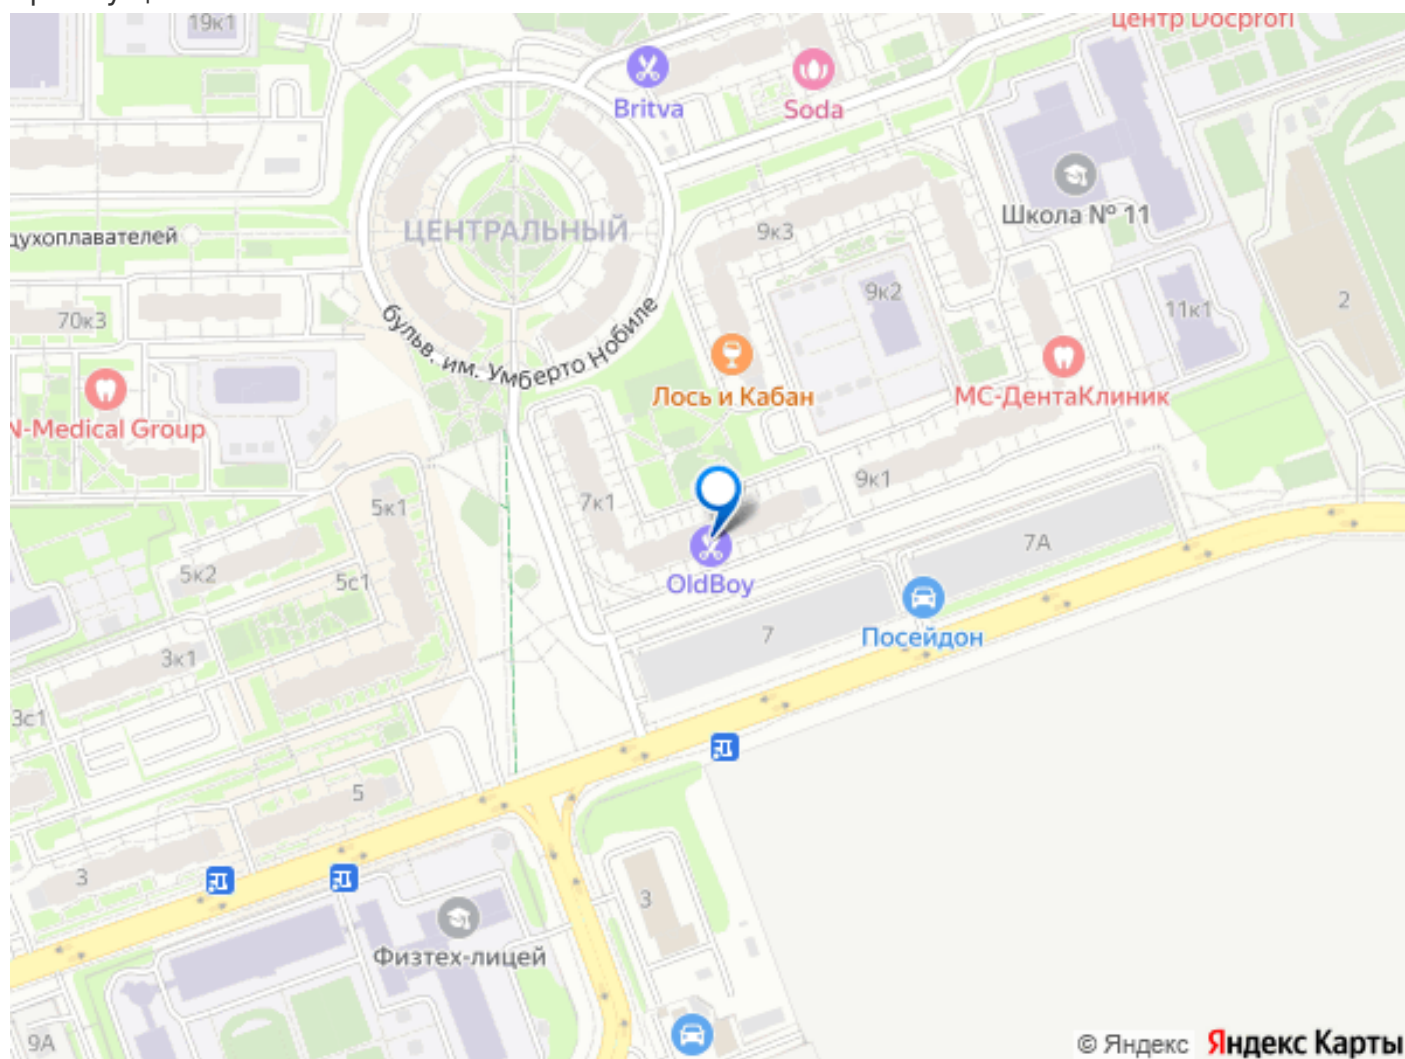 19к1
центр Docprofi
Britva
Soda
Школа № 11
ЦЕНТРАЛЬНЫЙ
духоплавателей
9к3
9к2
2
11к1
70к3
бульв. им. Умберто Нобиле
Лось и Кабан
МС-ДентаКлиник
N-Medical Group
9к1
5к1
7к1
7А
5к2
5с1
OldBoy
Посейдон
7
3к1
3с1
5
3
3
Физтех-лицей
9А
© Яндекс Яндекс Карты